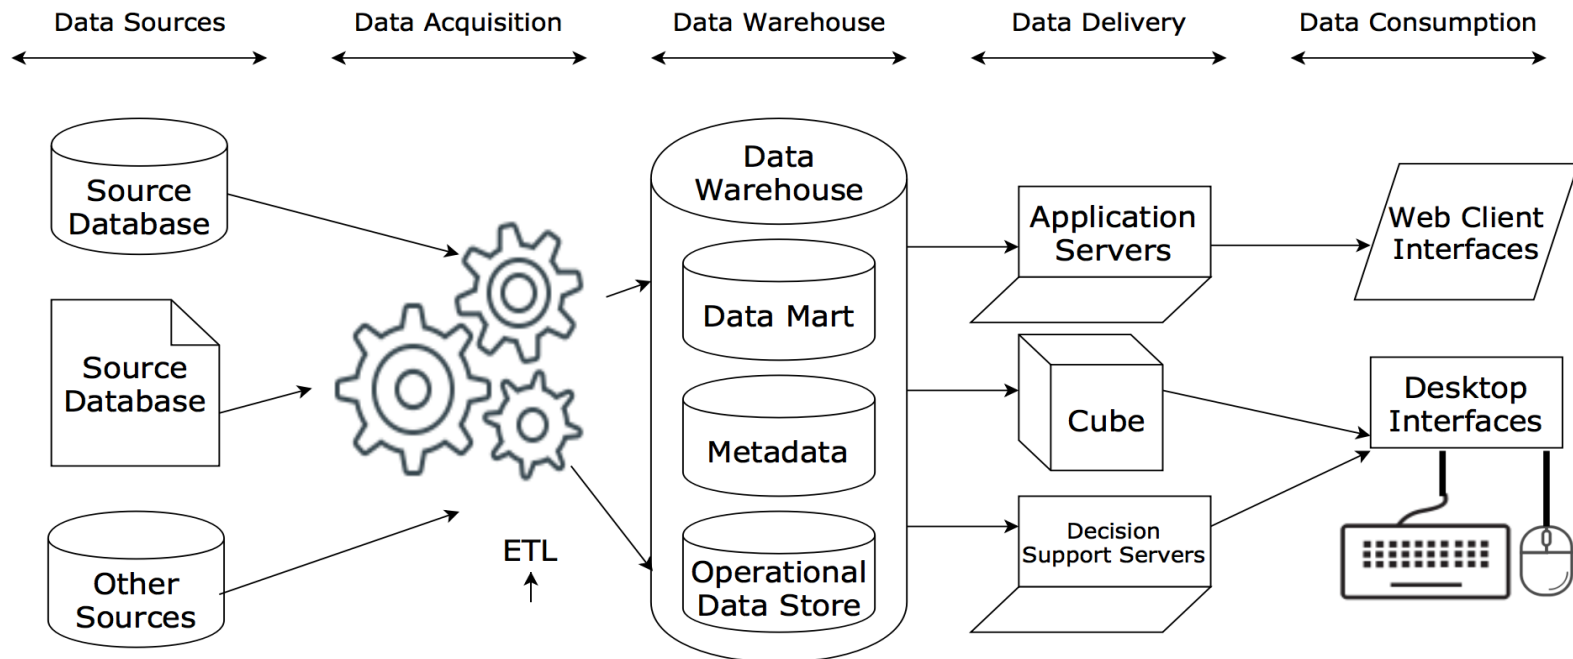 Data Sources
Data Acquisition
Data Warehouse
Data Delivery
Data Consumption
Source
Database
Source
Database
Other
Sources
ETL
Data
Warehouse
Data Mart
Metadata
Operational
Data Store
Application
Servers
Cube
Decision
Support Servers
Web Client
Interfaces
Desktop
Interfaces